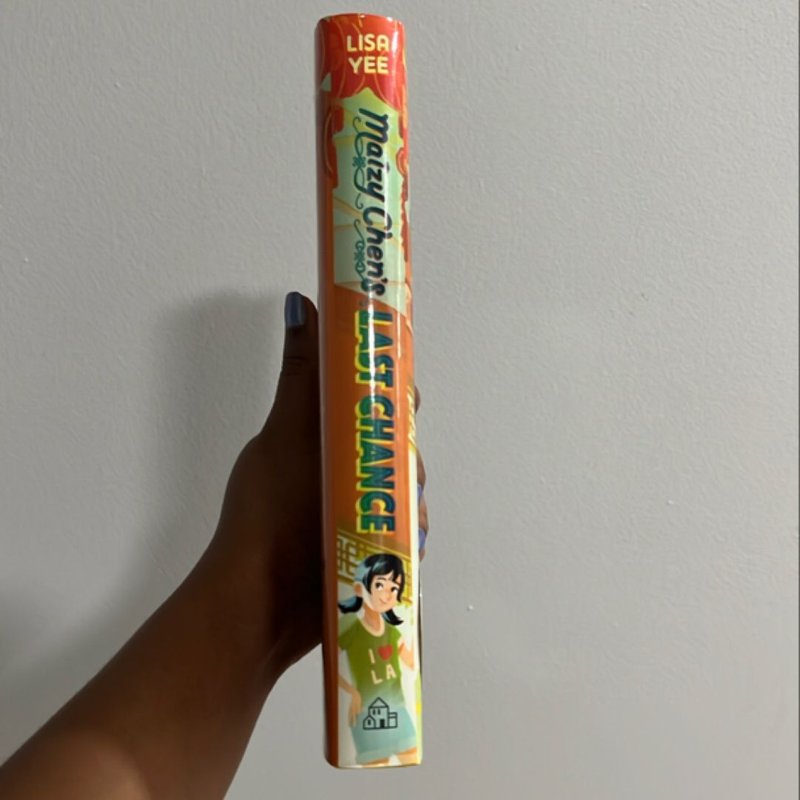 LISA
YEE
Maizy Chen's LAST CHANCE
I ♥
LA